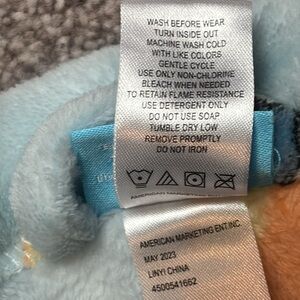 WASH BEFORE WEAR
TURN INSIDE OUT
MACHINE WASH COLD
WITH LIKE COLORS
GENTLE CYCLE
USE ONLY NON-CHLORINE
BLEACH WHEN NEEDED
TO RETAIN FLAME RESISTANCE
USE DETERGENT ONLY
DO NOT USE SOAP
TUMBLE DRY LOW
REMOVE PROMPTLY
DO NOT IRON
AMERICAN MARKETING ENT.INC.
MAY 2023
LINYI CHINA
4500541662